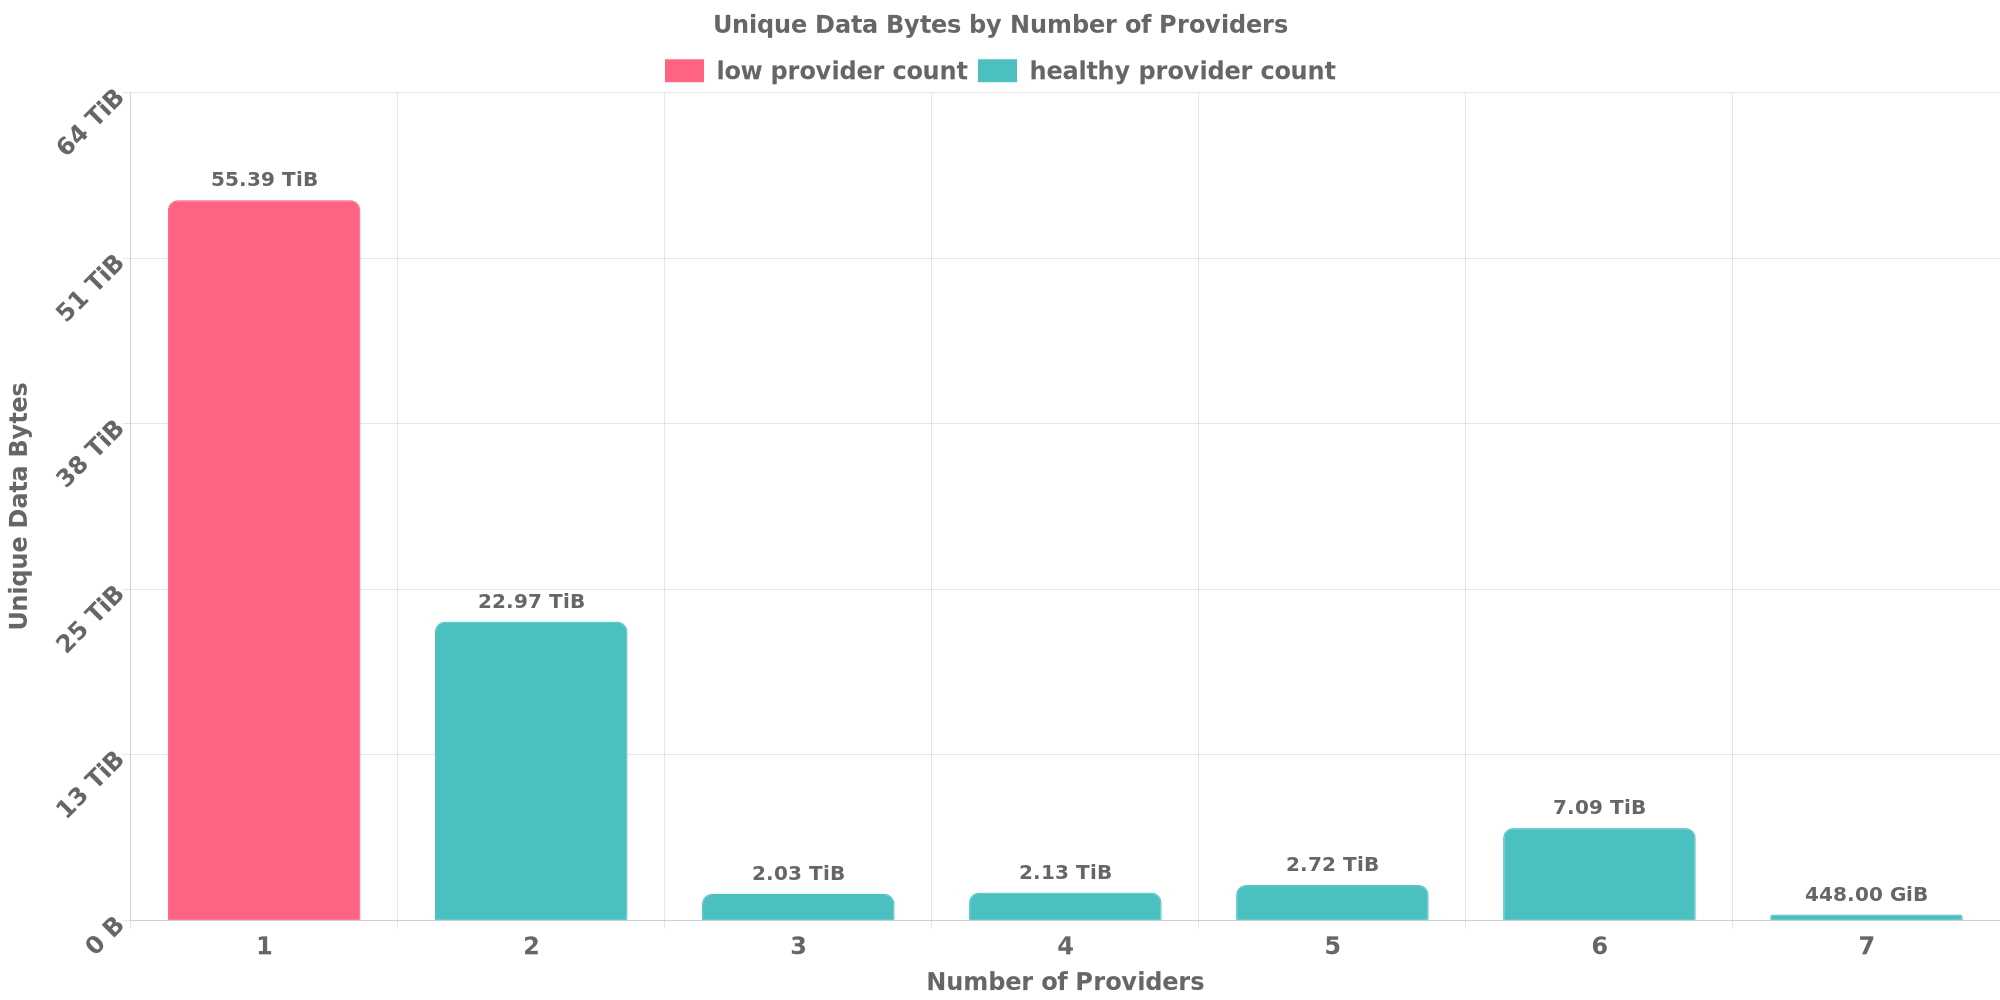 Unique Data Bytes by Number of Providers
low provider count healthy provider count
64 TiB
51 TiB
38 TiB
25 TiB
13 TiB
0 B
Unique Data Bytes
55.39 TiB
22.97 TiB
2.03 TiB
2.13 TiB
2.72 TiB
7.09 TiB
448.00 GiB
1 2 3 4 5 6 7
Number of Providers